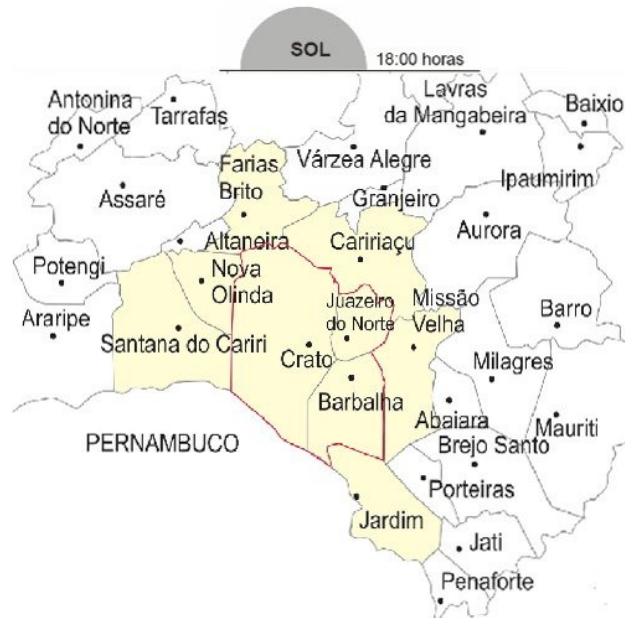 SOL
18:00 horas
Antonina
do Norte
Tarrafas
Lavras
da Mangabeira
Baixio
Farias
Brito
Várzea Alegre
Ipaumirim
Assaré
Granjeiro
Aurora
Altaneira
Caririaçu
Potengi
Nova
Olinda
Missão
Velha
Juazeiro
do Norte
Barro
Araripe
Santana do Cariri
Crato
Milagres
Barbalha
Abaiara
Mauriti
PERNAMBUCO
Brejo Santo
Porteiras
Jardim
Jati
Penaforte